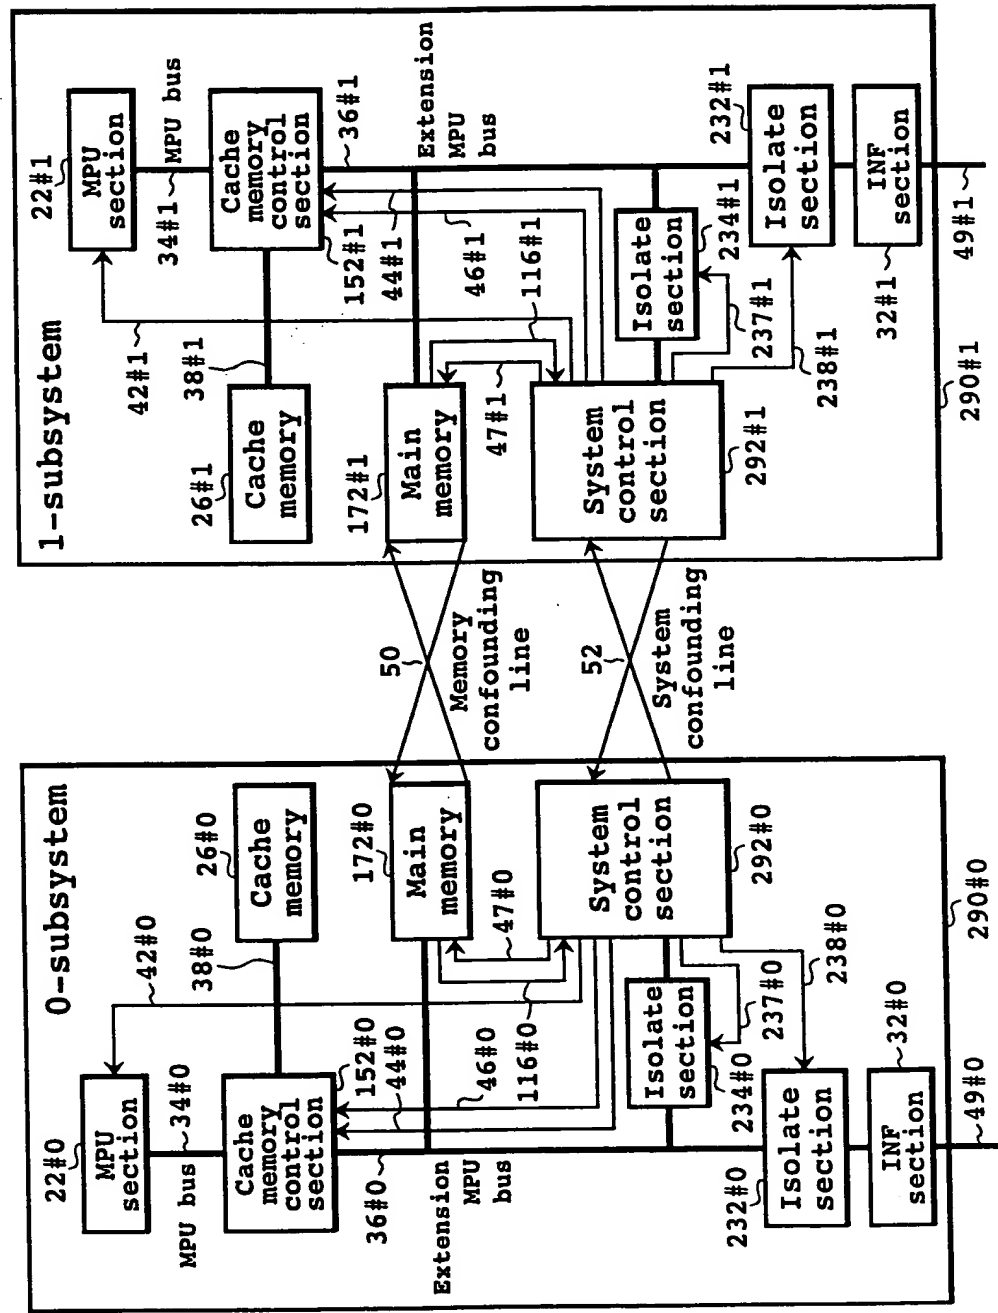 0-subsystem
22#0
MPU
section
MPU bus
34#0
42#0
38#0
26#0
Cache
memory
Cache
memory
control
section
152#0
44#0
36#0
Extension
MPU
bus
46#0
116#0
47#0
172#0
Main
memory
System
control
section
292#0
Isolate
section
234#0
237#0
238#0
232#0
Isolate
section
INF
section
32#0
49#0
290#0
50
Memory
confounding
line
52
System
confounding
line
1-subsystem
22#1
MPU
section
MPU bus
34#1
42#1
38#1
26#1
Cache
memory
Cache
memory
control
section
152#1
44#1
36#1
Extension
MPU
bus
46#1
116#1
47#1
172#1
Main
memory
System
control
section
292#1
Isolate
section
234#1
237#1
238#1
232#1
Isolate
section
INF
section
32#1
49#1
290#1